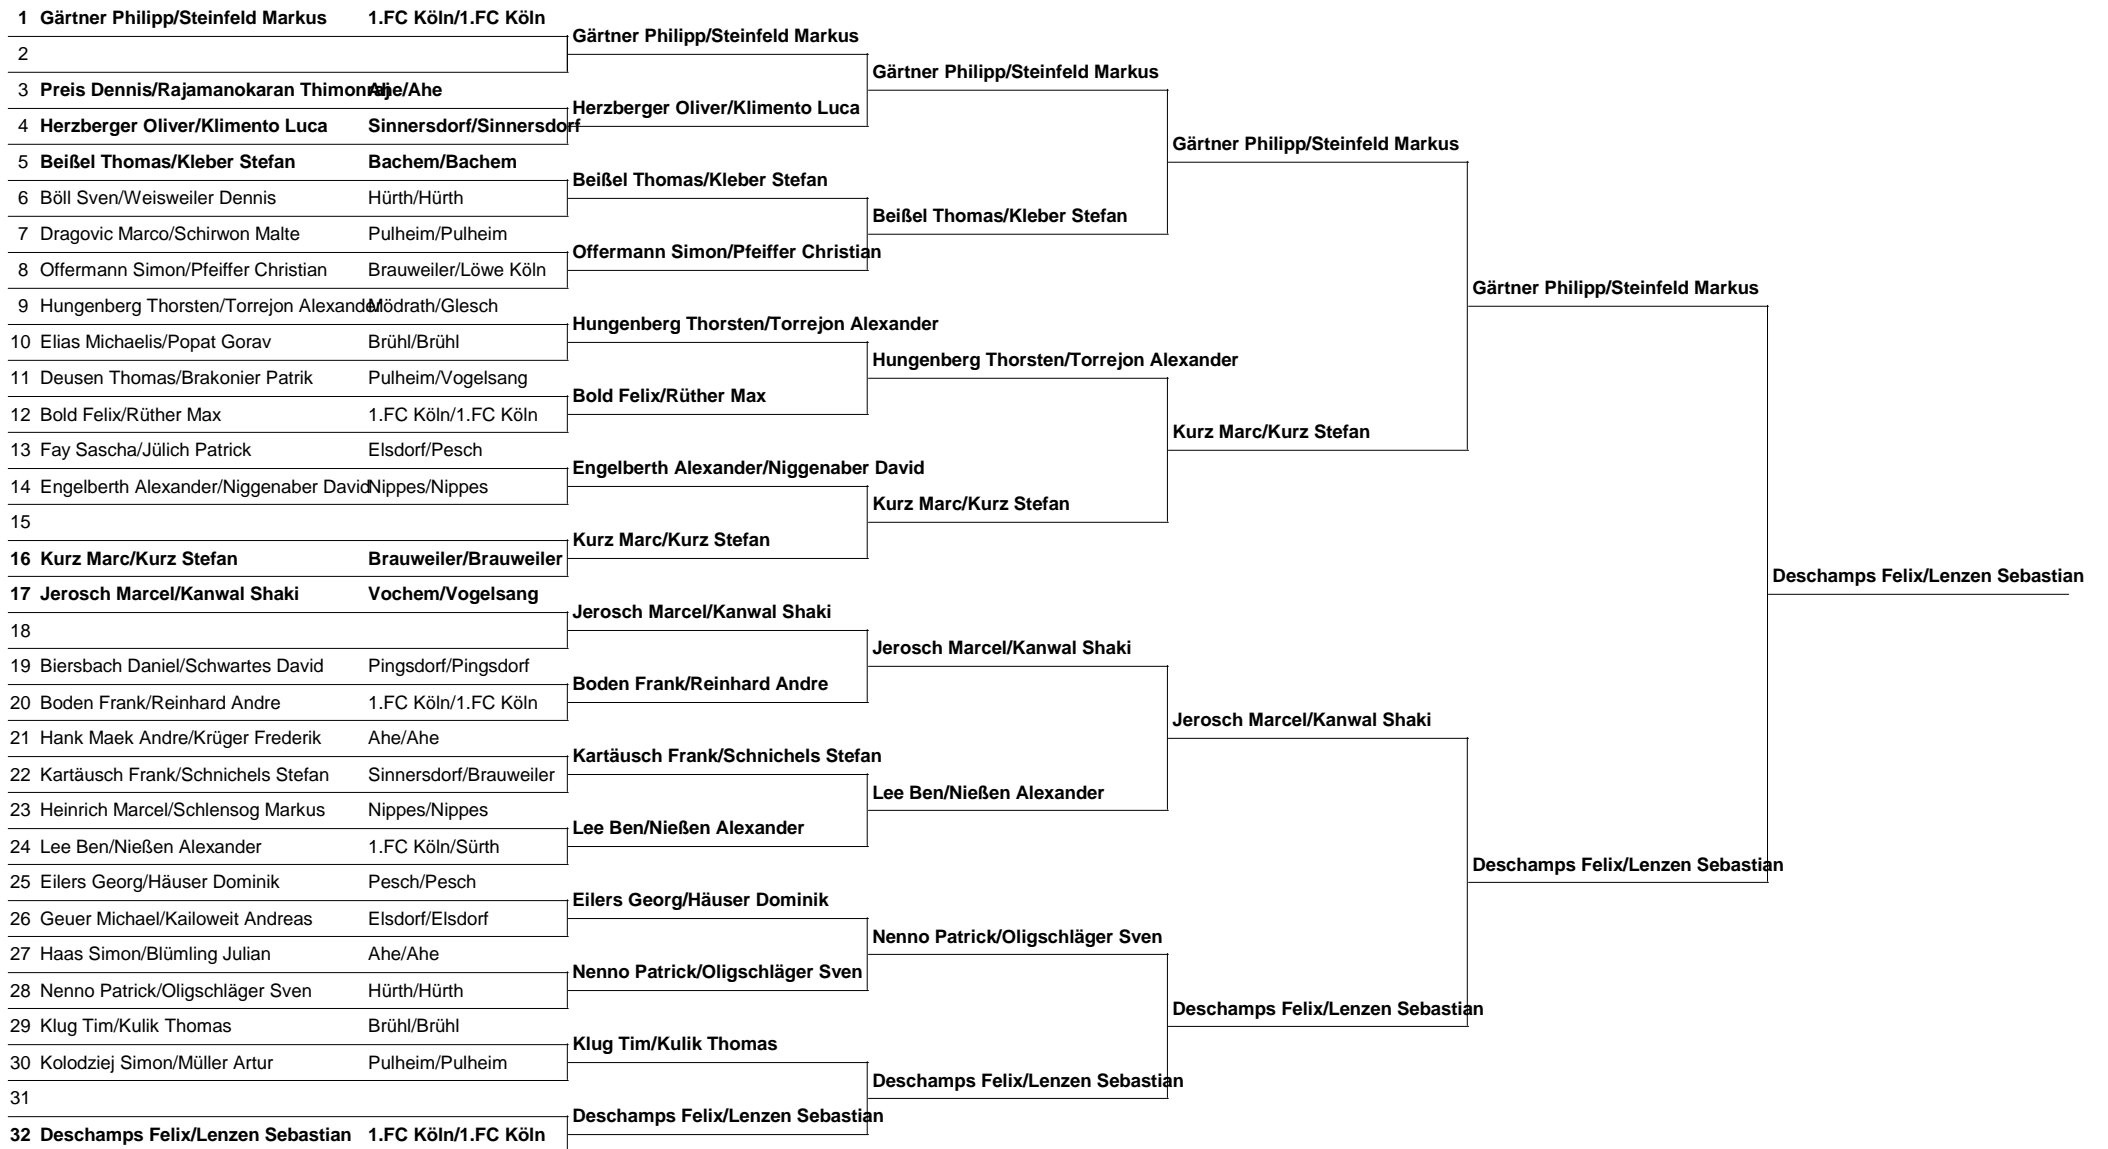 1 Gärtner Philipp/Steinfeld Markus 1.FC Köln/1.FC Köln
Gärtner Philipp/Steinfeld Markus
2
Gärtner Philipp/Steinfeld Markus
3 Preis Dennis/Rajamanokaran Thimonraj Ahe/Ahe
Herzberger Oliver/Klimento Luca
4 Herzberger Oliver/Klimento Luca Sinnersdorf/Sinnersdorf
Gärtner Philipp/Steinfeld Markus
5 Beißel Thomas/Kleber Stefan Bachem/Bachem
Beißel Thomas/Kleber Stefan
6 Böll Sven/Weisweiler Dennis Hürth/Hürth
Beißel Thomas/Kleber Stefan
7 Dragovic Marco/Schirwon Malte Pulheim/Pulheim
Offermann Simon/Pfeiffer Christian
8 Offermann Simon/Pfeiffer Christian Brauweiler/Löwe Köln
Gärtner Philipp/Steinfeld Markus
9 Hungenberg Thorsten/Torrejon Alexander Mödrath/Glesch
Hungenberg Thorsten/Torrejon Alexander
10 Elias Michaelis/Popat Gorav Brühl/Brühl
Hungenberg Thorsten/Torrejon Alexander
11 Deusen Thomas/Brakonier Patrik Pulheim/Vogelsang
Bold Felix/Rüther Max
12 Bold Felix/Rüther Max 1.FC Köln/1.FC Köln
Kurz Marc/Kurz Stefan
13 Fay Sascha/Jülich Patrick Elsdorf/Pesch
Engelberth Alexander/Niggenaber David
14 Engelberth Alexander/Niggenaber David Nippes/Nippes
Kurz Marc/Kurz Stefan
15
Kurz Marc/Kurz Stefan
16 Kurz Marc/Kurz Stefan Brauweiler/Brauweiler
Deschamps Felix/Lenzen Sebastian
17 Jerosch Marcel/Kanwal Shaki Vochem/Vogelsang
Jerosch Marcel/Kanwal Shaki
18
Jerosch Marcel/Kanwal Shaki
19 Biersbach Daniel/Schwartes David Pingsdorf/Pingsdorf
Boden Frank/Reinhard Andre
20 Boden Frank/Reinhard Andre 1.FC Köln/1.FC Köln
Jerosch Marcel/Kanwal Shaki
21 Hank Maek Andre/Krüger Frederik Ahe/Ahe
Kartäusch Frank/Schnichels Stefan
22 Kartäusch Frank/Schnichels Stefan Sinnersdorf/Brauweiler
Lee Ben/Nießen Alexander
23 Heinrich Marcel/Schlensog Markus Nippes/Nippes
Lee Ben/Nießen Alexander
24 Lee Ben/Nießen Alexander 1.FC Köln/Sürth
Deschamps Felix/Lenzen Sebastian
25 Eilers Georg/Häuser Dominik Pesch/Pesch
Eilers Georg/Häuser Dominik
26 Geuer Michael/Kailoweit Andreas Elsdorf/Elsdorf
Nenno Patrick/Oligschläger Sven
27 Haas Simon/Blümling Julian Ahe/Ahe
Nenno Patrick/Oligschläger Sven
28 Nenno Patrick/Oligschläger Sven Hürth/Hürth
Deschamps Felix/Lenzen Sebastian
29 Klug Tim/Kulik Thomas Brühl/Brühl
Klug Tim/Kulik Thomas
30 Kolodziej Simon/Müller Artur Pulheim/Pulheim
Deschamps Felix/Lenzen Sebastian
31
Deschamps Felix/Lenzen Sebastian
32 Deschamps Felix/Lenzen Sebastian 1.FC Köln/1.FC Köln